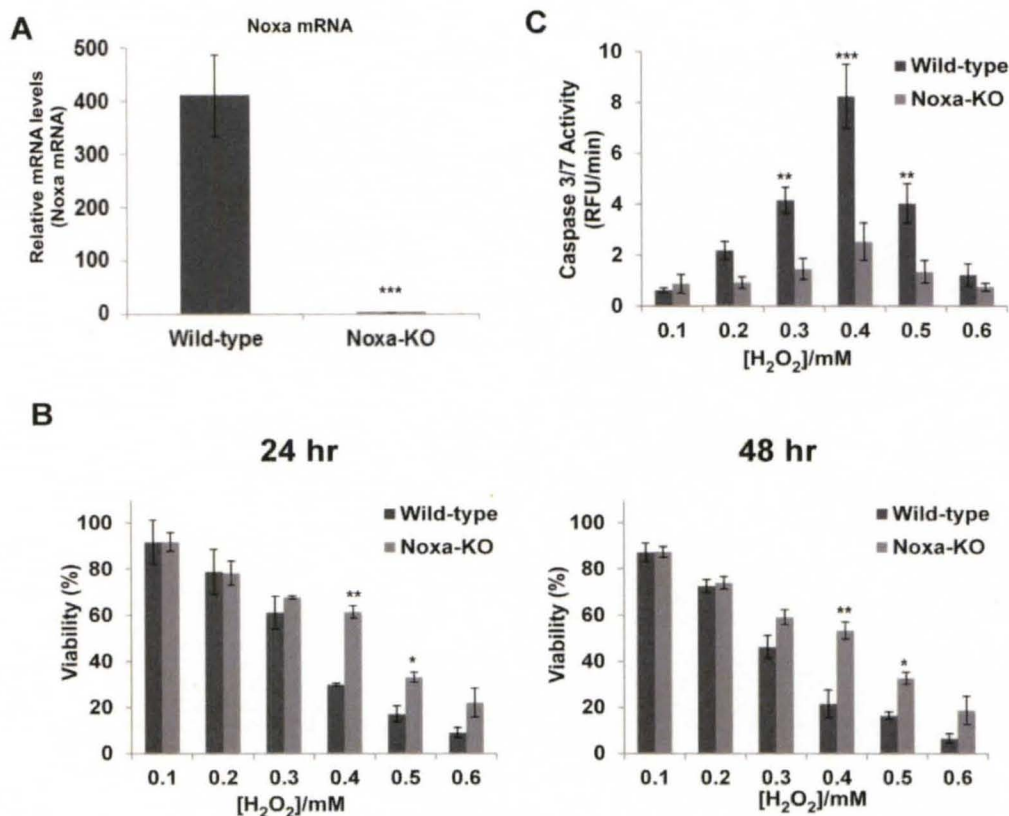 A
Noxa mRNA
Relative mRNA levels
(Noxa mRNA)
500
400
300
200
100
0
***
Wild-type
Noxa-KO
C
Caspase 3/7 Activity
(RFU/min)
10
8
6
4
2
0
**
***
**
Wild-type
Noxa-KO
0.1 0.2 0.3 0.4 0.5 0.6
[H₂O₂]/mM
B
24 hr
Viability (%)
100
80
60
40
20
0
**
*
Wild-type
Noxa-KO
0.1 0.2 0.3 0.4 0.5 0.6
[H₂O₂]/mM
48 hr
Viability (%)
100
80
60
40
20
0
**
*
Wild-type
Noxa-KO
0.1 0.2 0.3 0.4 0.5 0.6
[H₂O₂]/mM